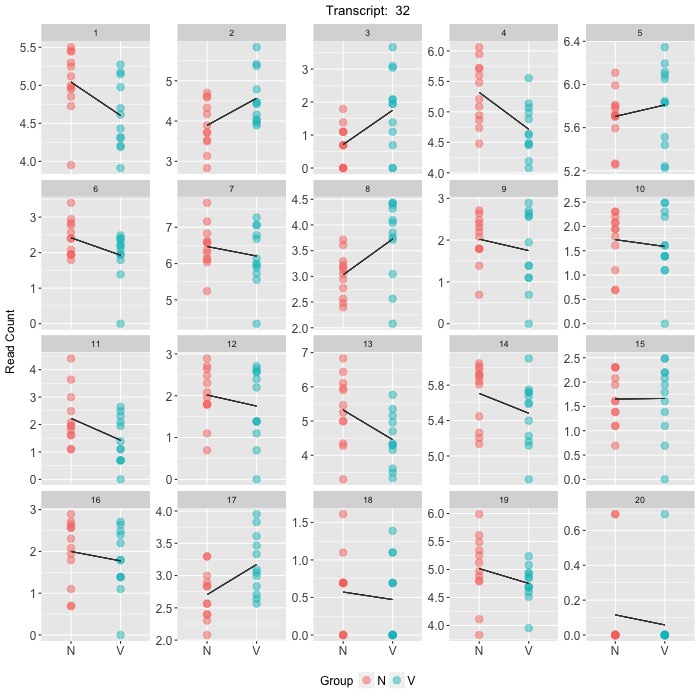 Transcript:  32
1 2 3 4 5
5.5 5.0 4.0
5 4 3
3 2 1 0
6.0 5.5 5.0 4.5 4.0
6.4 6.0 5.6 5.2
6 7 8 9 10
3 2 1 0
7 6 5
4.5 4.0 3.5 3.0 2.5 2.0
3 2 1 0
2.5 2.0 1.5 1.0 0.5 0.0
Read Count
11 12 13 14 15
4 3 2 1 0
3 2 1 0
7 6 5 4
5.8 5.4 5.0
2.5 2.0 1.5 1.0 0.5 0.0
16 17 18 19 20
3 2 1 0
4.0 3.5 3.0 2.5 2.0
1.5 1.0 0.5 0.0
6.0 5.5 5.0 4.5 4.0
0.6 0.4 0.2 0.0
N V N V N V N V N V
Group N V